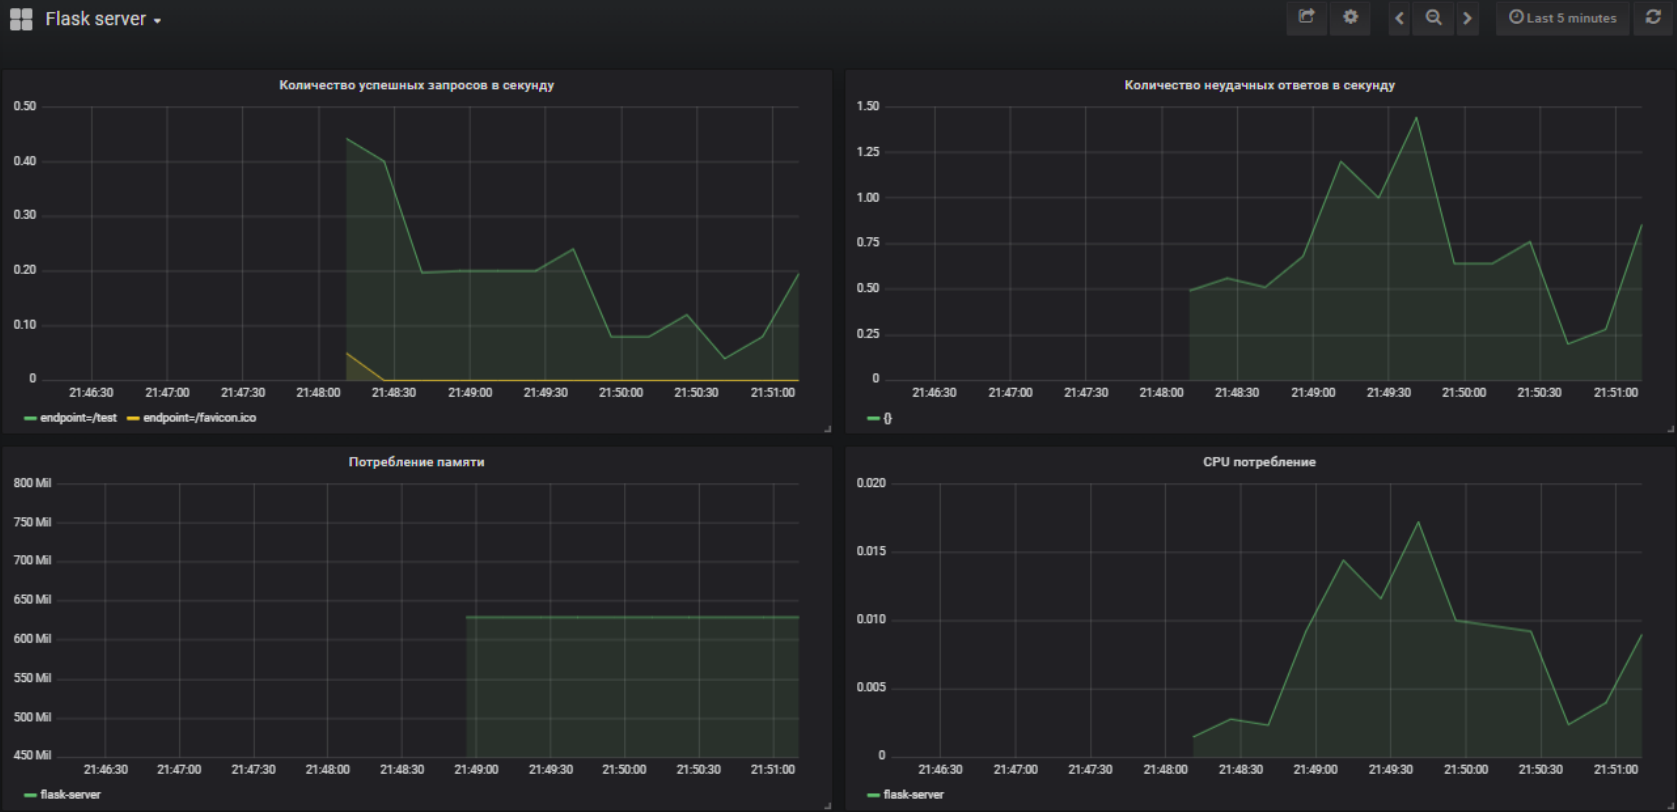 Flask server
Last 5 minutes
Количество успешных запросов в секунду
0.50
0.40
0.30
0.20
0.10
0
21:46:30 21:47:00 21:47:30 21:48:00 21:48:30 21:49:00 21:49:30 21:50:00 21:50:30 21:51:00
endpoint=/test endpoint=/favicon.ico
Количество неудачных ответов в секунду
1.50
1.25
1.00
0.75
0.50
0.25
0
21:46:30 21:47:00 21:47:30 21:48:00 21:48:30 21:49:00 21:49:30 21:50:00 21:50:30 21:51:00
{}
Потребление памяти
800 Mil
750 Mil
700 Mil
650 Mil
600 Mil
550 Mil
500 Mil
450 Mil
21:46:30 21:47:00 21:47:30 21:48:00 21:48:30 21:49:00 21:49:30 21:50:00 21:50:30 21:51:00
flask-server
CPU потребление
0.020
0.015
0.010
0.005
0
21:46:30 21:47:00 21:47:30 21:48:00 21:48:30 21:49:00 21:49:30 21:50:00 21:50:30 21:51:00
flask-server